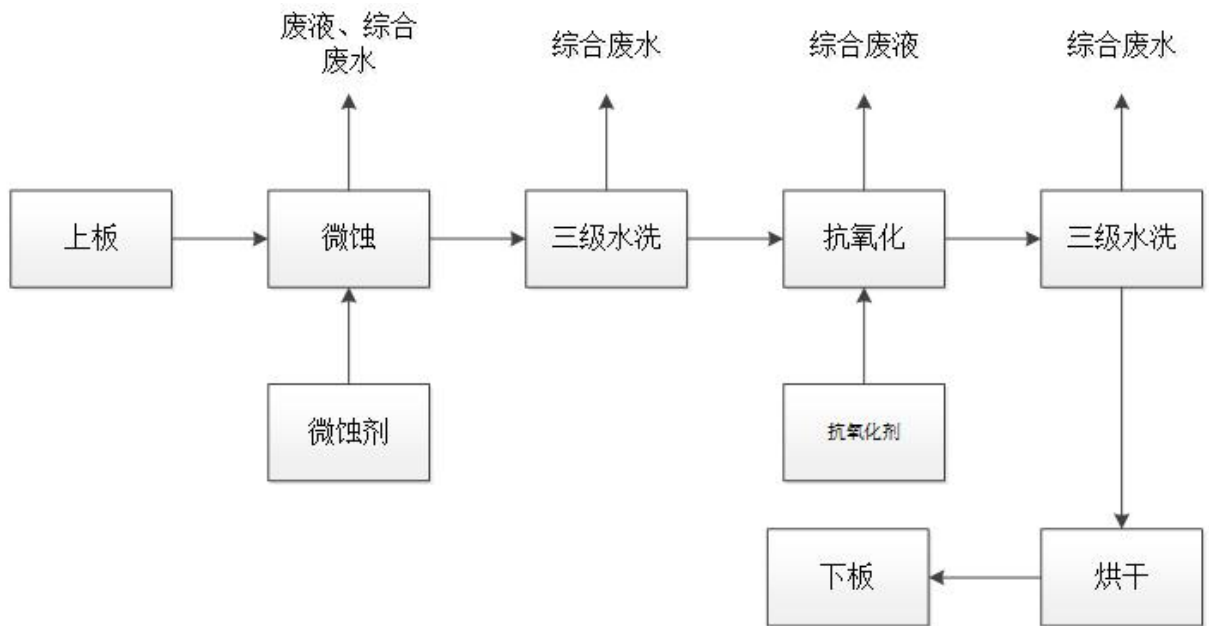 废液、综合
废水
综合废水
综合废液
综合废水
上板
微蚀
三级水洗
抗氧化
三级水洗
微蚀剂
抗氧化剂
下板
烘干